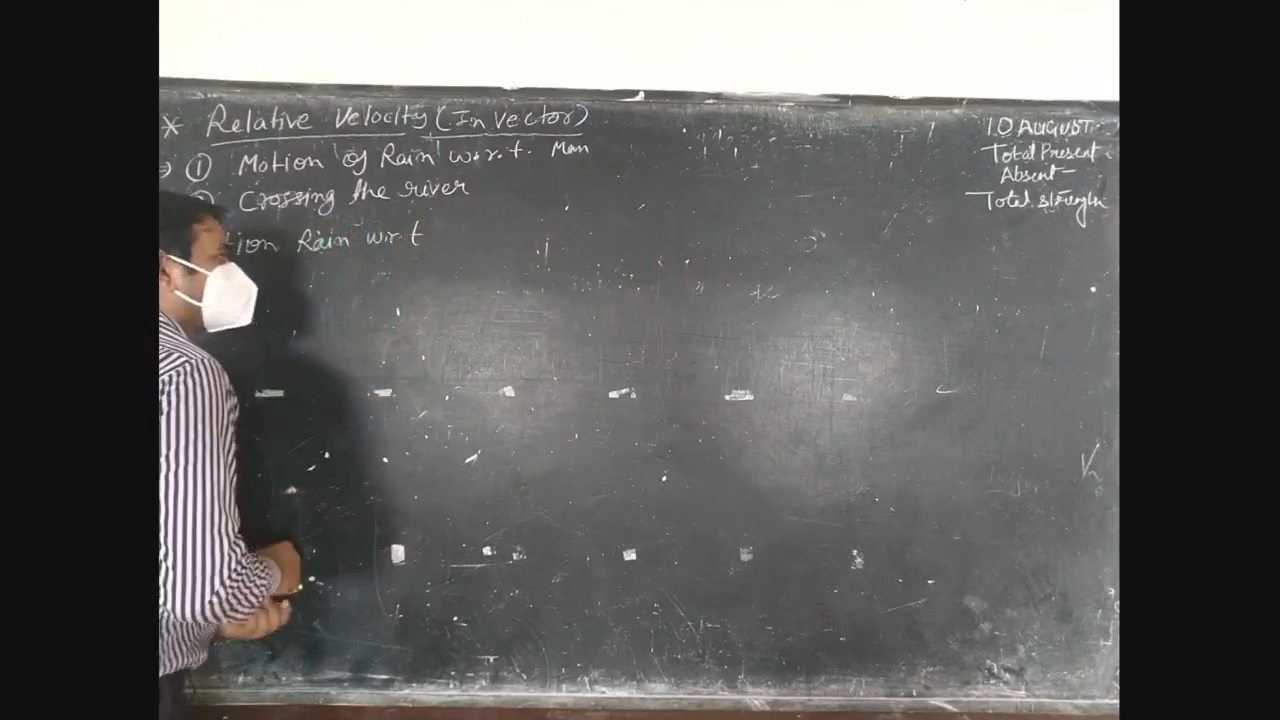 * Relative Velocity (In Vector)
⇒ ① Motion of Rain w.r.t. Man
Crossing the river
tion Rain w.r.t
10 AUGUST
Total Present
Absent -
Total strength